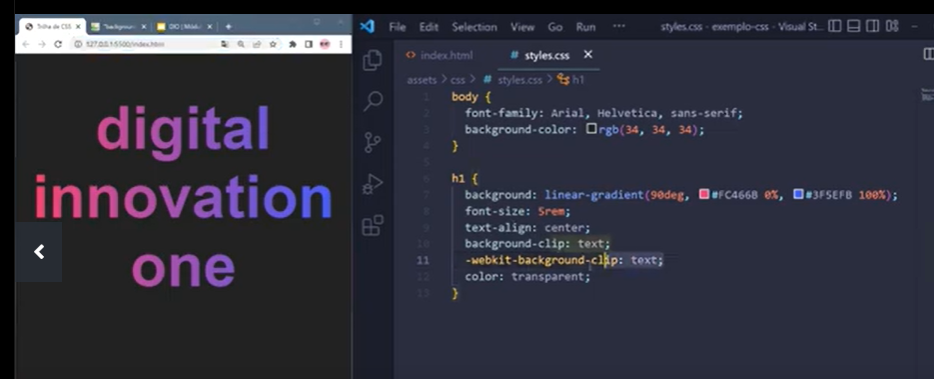 Trilha de CSS
"background-
DIO | Módul
127.0.0.1:5500/index.html
digital
innovation
one
File Edit Selection View Go Run ···
styles.css - exemplo-css - Visual St...
index.html
# styles.css
assets > css > # styles.css > h1
1 body {
2 font-family: Arial, Helvetica, sans-serif;
3 background-color: rgb(34, 34, 34);
4 }
5
6 h1 {
7 background: linear-gradient(90deg, #FC466B 0%, #3F5EFB 100%);
8 font-size: 5rem;
9 text-align: center;
10 background-clip: text;
11 -webkit-background-clip: text;
12 color: transparent;
13 }